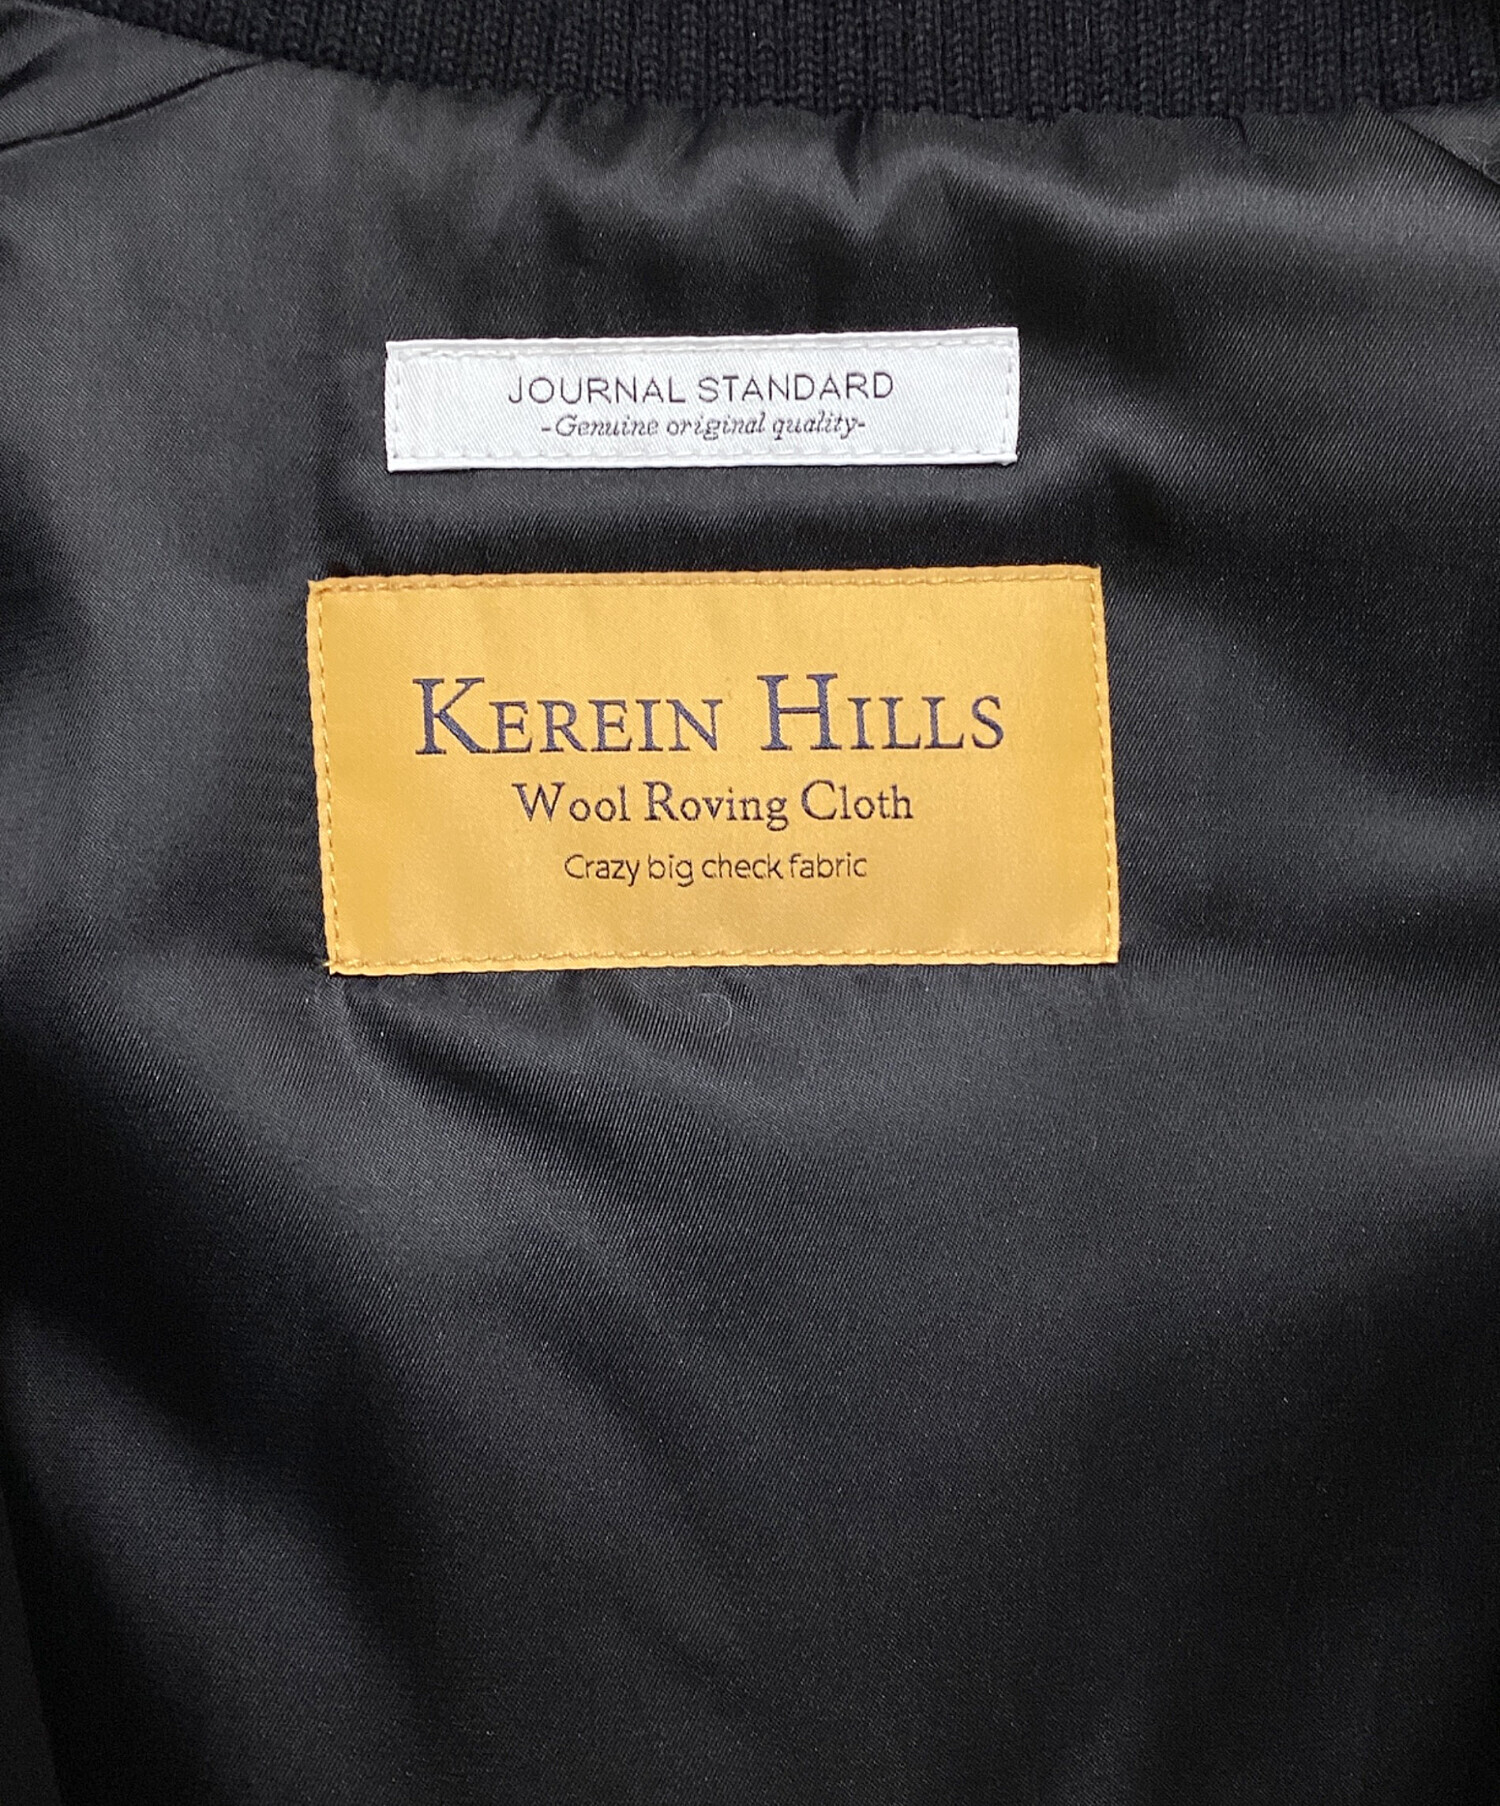 JOURNAL STANDARD
-Genuine original quality-
KEREIN HILLS
Wool Roving Cloth
Crazy big check fabric